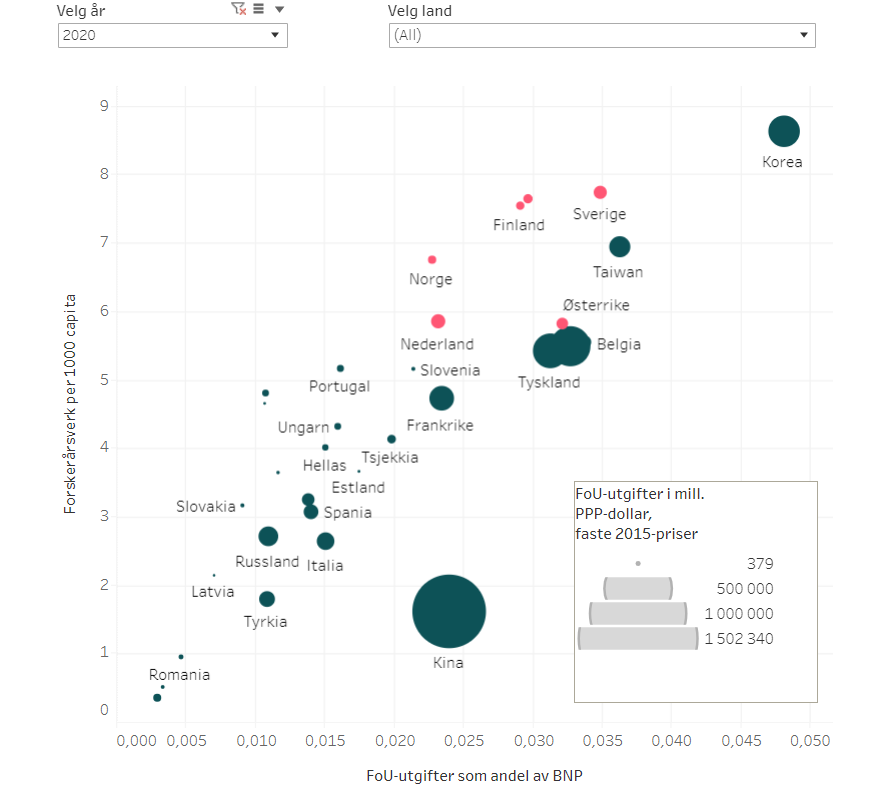 Velg år
Velg land
2020
(All)
9
8
7
6
5
4
3
2
1
0
Forskerårsverk per 1000 capita
Korea
Sverige
Finland
Taiwan
Norge
Østerrike
Nederland
Belgia
Tyskland
Slovenia
Portugal
Frankrike
Ungarn
Tsjekkia
Hellas
Estland
Slovakia
Spania
Russland
Italia
Latvia
Tyrkia
Kina
Romania
FoU-utgifter i mill.
PPP-dollar,
faste 2015-priser
379
500 000
1 000 000
1 502 340
0,000 0,005 0,010 0,015 0,020 0,025 0,030 0,035 0,040 0,045 0,050
FoU-utgifter som andel av BNP